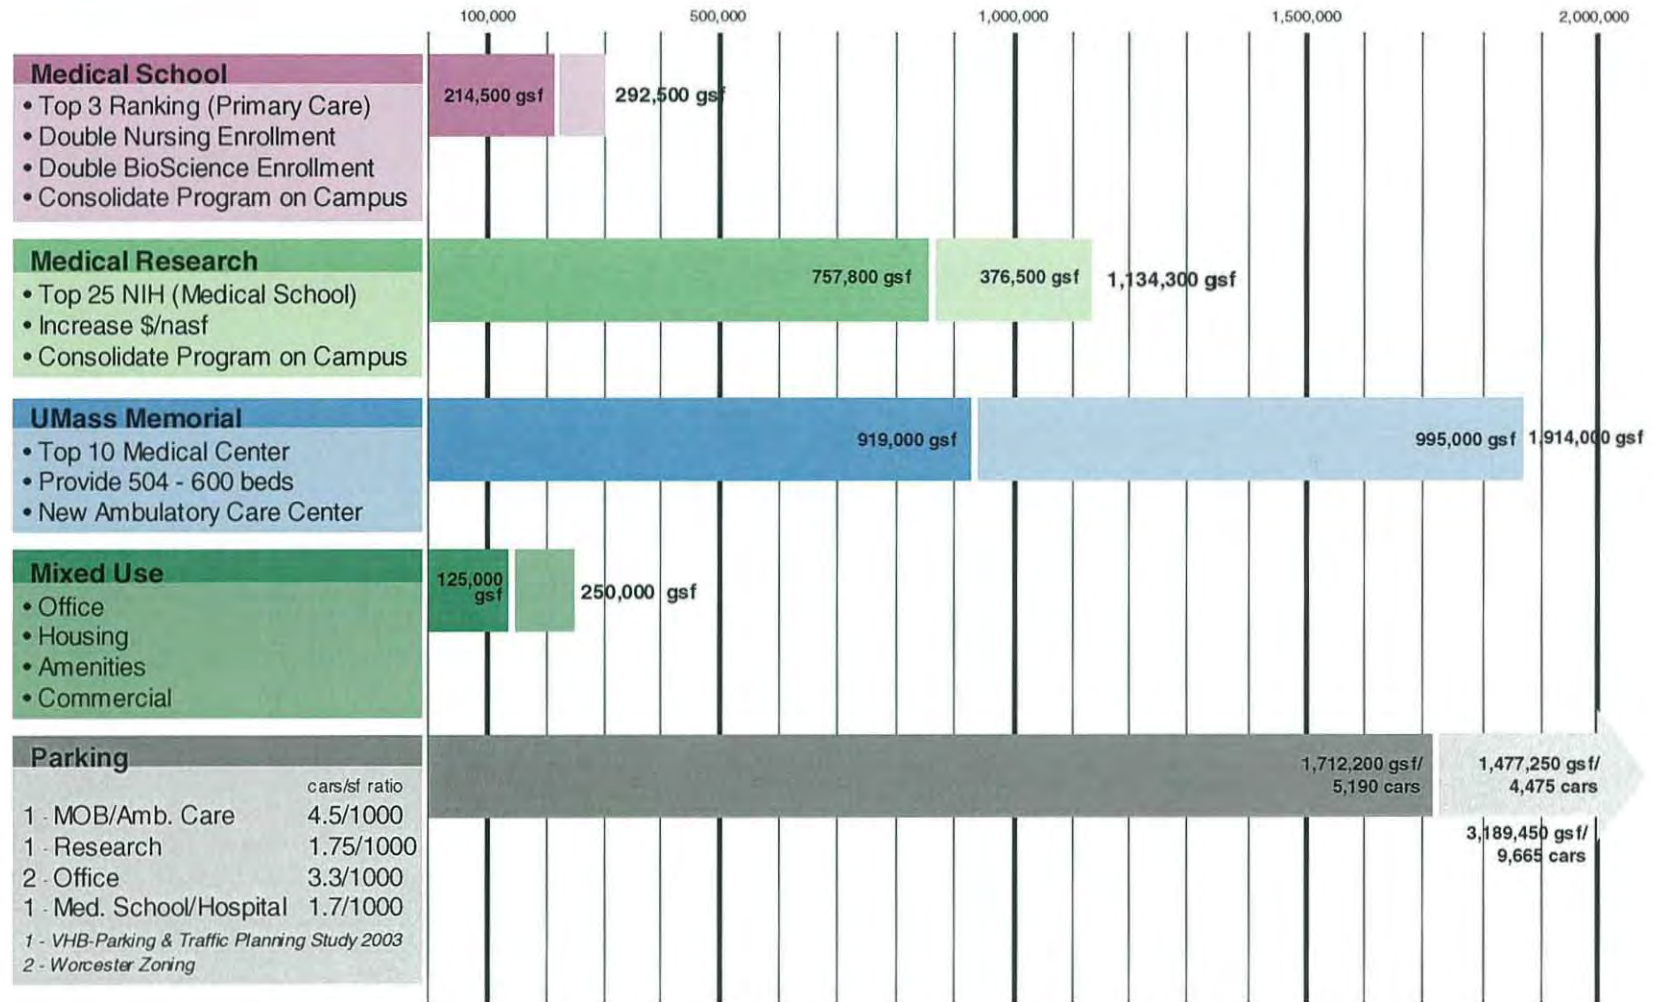 100,000 500,000 1,000,000 1,500,000 2,000,000
Medical School
• Top 3 Ranking (Primary Care)
• Double Nursing Enrollment
• Double BioScience Enrollment
• Consolidate Program on Campus
214,500 gsf 292,500 gsf
Medical Research
• Top 25 NIH (Medical School)
• Increase $/nasf
• Consolidate Program on Campus
757,800 gsf 376,500 gsf 1,134,300 gsf
UMass Memorial
• Top 10 Medical Center
• Provide 504 - 600 beds
• New Ambulatory Care Center
919,000 gsf 995,000 gsf 1,914,000 gsf
Mixed Use
• Office
• Housing
• Amenities
• Commercial
125,000
gsf
250,000 gsf
Parking
cars/sf ratio
1 - MOB/Amb. Care 4.5/1000
1 - Research 1.75/1000
2 - Office 3.3/1000
1 - Med. School/Hospital 1.7/1000
1 - VHB-Parking & Traffic Planning Study 2003
2 - Worcester Zoning
1,712,200 gsf/
5,190 cars
1,477,250 gsf/
4,475 cars
3,189,450 gsf/
9,665 cars